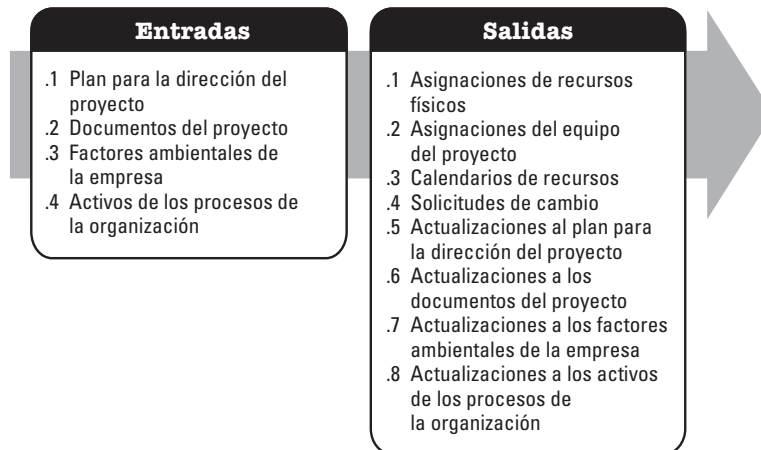 Entradas
.1 Plan para la dirección del
proyecto
.2 Documentos del proyecto
.3 Factores ambientales de
la empresa
.4 Activos de los procesos de
la organización
Salidas
.1 Asignaciones de recursos
físicos
.2 Asignaciones del equipo
del proyecto
.3 Calendarios de recursos
.4 Solicitudes de cambio
.5 Actualizaciones al plan para
la dirección del proyecto
.6 Actualizaciones a los
documentos del proyecto
.7 Actualizaciones a los factores
ambientales de la empresa
.8 Actualizaciones a los activos
de los procesos de
la organización